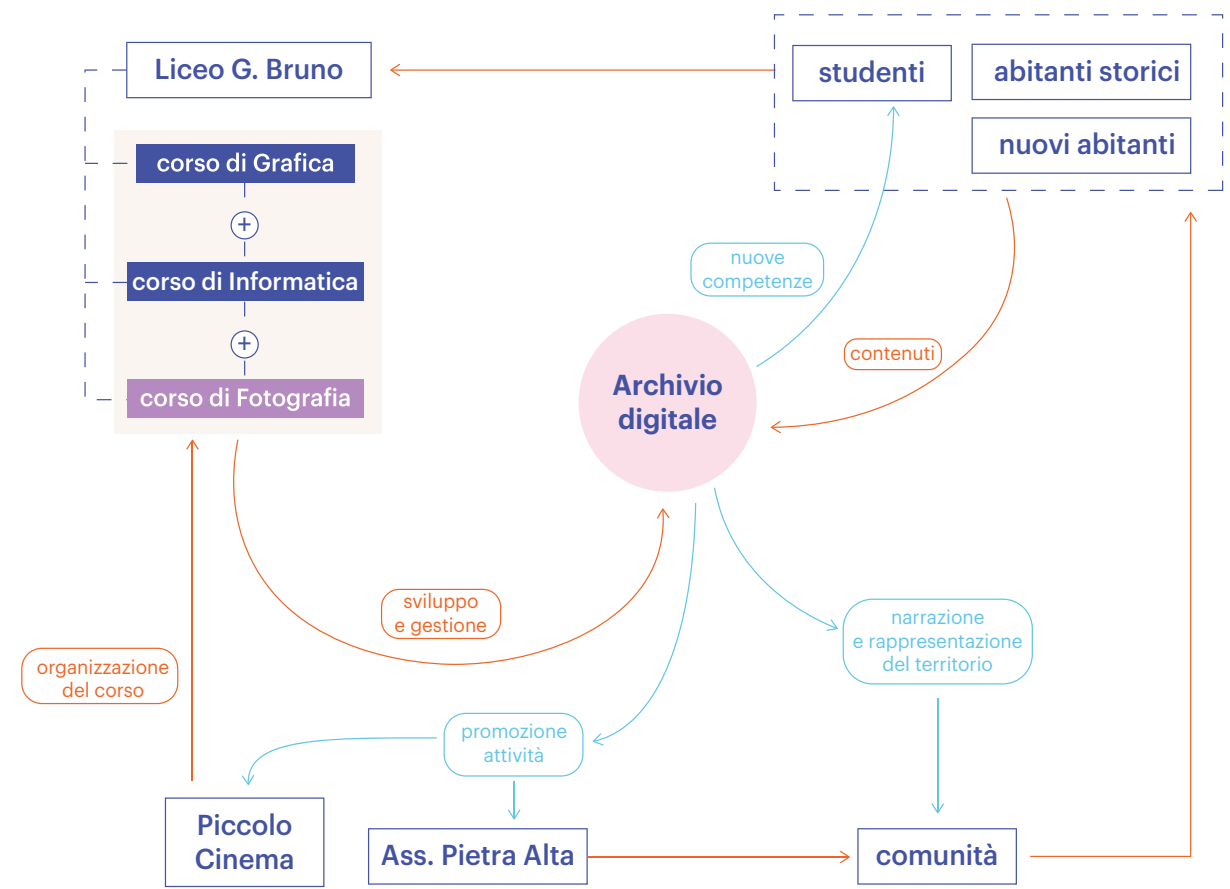 Liceo G. Bruno
studenti
abitanti storici
nuovi abitanti
corso di Grafica
+
corso di Informatica
+
corso di Fotografia
nuove
competenze
contenuti
Archivio
digitale
sviluppo
e gestione
narrazione
e rappresentazione
del territorio
organizzazione
del corso
promozione
attività
Piccolo
Cinema
Ass. Pietra Alta
comunità